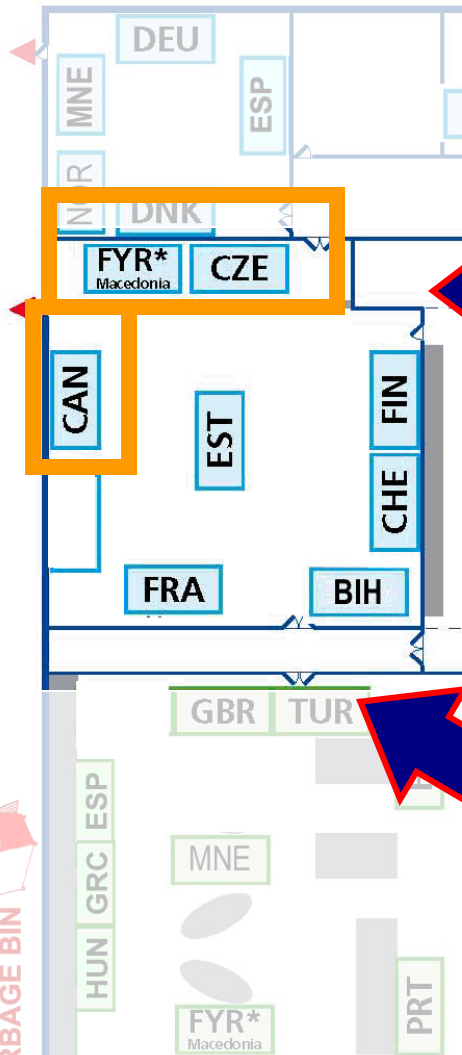 DEU
MNE
ESP
NOR
DNK
FYR*
Macedonia
CZE
CAN
EST
FIN
CHE
FRA
BIH
GBR
TUR
ESP
MNE
GRC
HUN
PRT
FYR*
Macedonia
RBAGE BIN